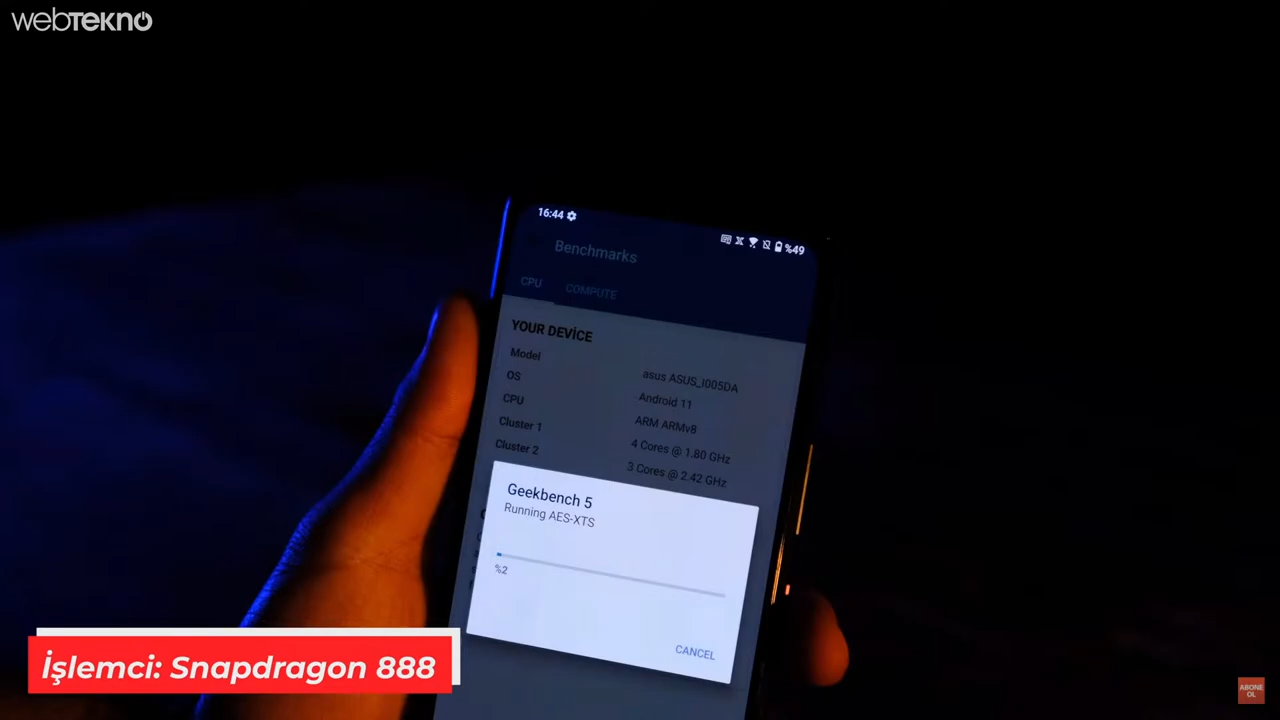 webTEKNO
16:44
%49
Benchmarks
CPU COMPUTE
YOUR DEVİCE
Model asus ASUS_I005DA
OS Android 11
CPU ARM ARMv8
Cluster 1 4 Cores @ 1.80 GHz
Cluster 2 3 Cores @ 2.42 GHz
Geekbench 5
Running AES-XTS
%2
CANCEL
İşlemci: Snapdragon 888
ABONE
OL